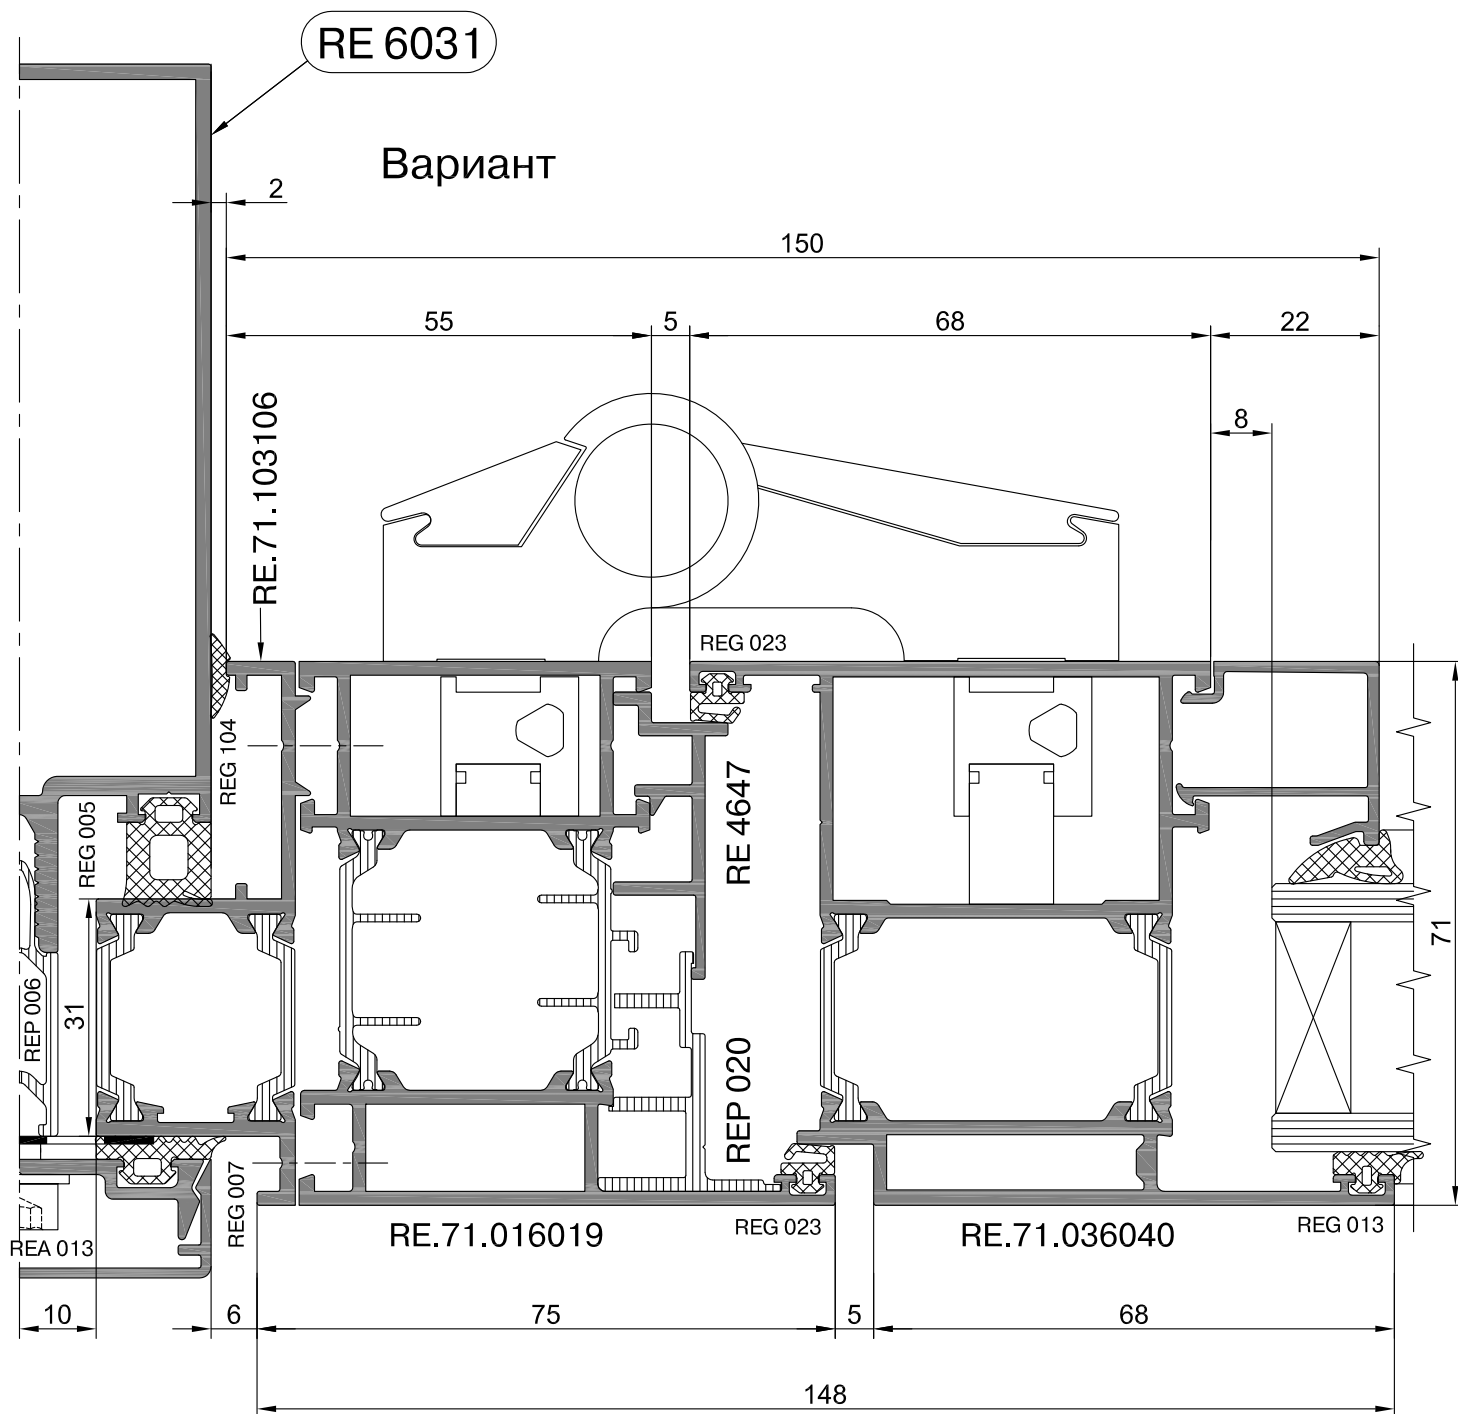 RE 6031
Вариант
2
150
55
5
68
22
8
RE.71.103106
REG 023
REG 104
REG 005
RE 4647
71
REP 006
31
REP 020
REG 007
RE.71.016019
REG 023
RE.71.036040
REG 013
REA 013
10
6
75
5
68
148